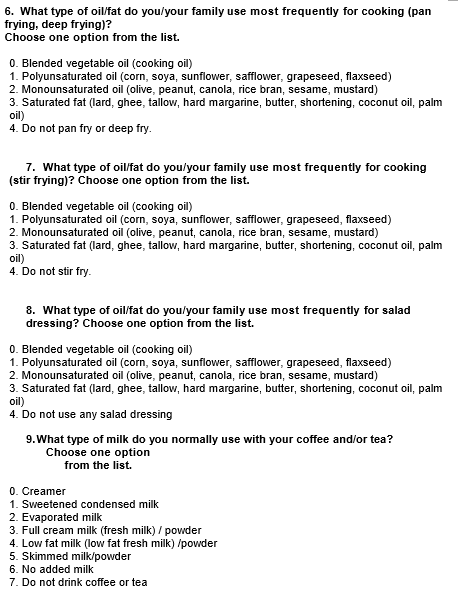 6. What type of oil/fat do you/your family use most frequently for cooking (pan
frying, deep frying)?
Choose one option from the list.
0. Blended vegetable oil (cooking oil)
1. Polyunsaturated oil (corn, soya, sunflower, safflower, grapeseed, flaxseed)
2. Monounsaturated oil (olive, peanut, canola, rice bran, sesame, mustard)
3. Saturated fat (lard, ghee, tallow, hard margarine, butter, shortening, coconut oil, palm
oil)
4. Do not pan fry or deep fry.
7. What type of oil/fat do you/your family use most frequently for cooking
(stir frying)? Choose one option from the list.
0. Blended vegetable oil (cooking oil)
1. Polyunsaturated oil (corn, soya, sunflower, safflower, grapeseed, flaxseed)
2. Monounsaturated oil (olive, peanut, canola, rice bran, sesame, mustard)
3. Saturated fat (lard, ghee, tallow, hard margarine, butter, shortening, coconut oil, palm
oil)
4. Do not stir fry.
8. What type of oil/fat do you/your family use most frequently for salad
dressing? Choose one option from the list.
0. Blended vegetable oil (cooking oil)
1. Polyunsaturated oil (corn, soya, sunflower, safflower, grapeseed, flaxseed)
2. Monounsaturated oil (olive, peanut, canola, rice bran, sesame, mustard)
3. Saturated fat (lard, ghee, tallow, hard margarine, butter, shortening, coconut oil, palm
oil)
4. Do not use any salad dressing
9.What type of milk do you normally use with your coffee and/or tea?
Choose one option
from the list.
0. Creamer
1. Sweetened condensed milk
2. Evaporated milk
3. Full cream milk (fresh milk) / powder
4. Low fat milk (low fat fresh milk) /powder
5. Skimmed milk/powder
6. No added milk
7. Do not drink coffee or tea